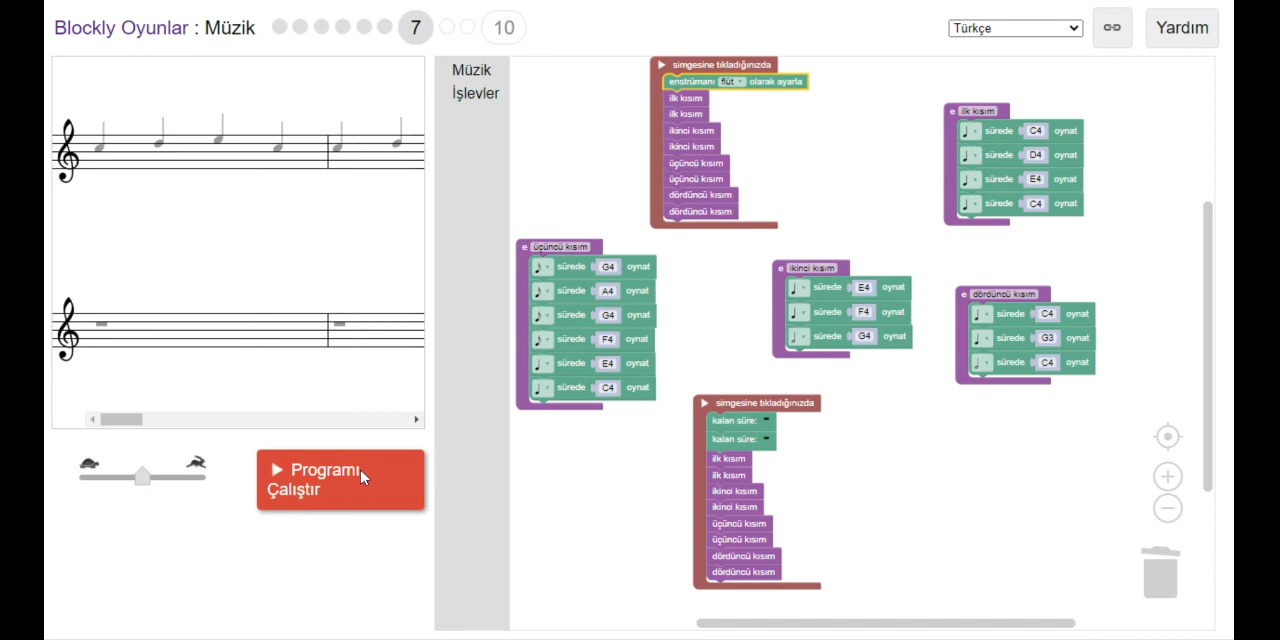 Blockly Oyunlar : Müzik
7
10
Türkçe
Yardım
Müzik
İşlevler
simgesine tıkladığınızda
enstrümanı flüt olarak ayarla
ilk kısım
ilk kısım
ikinci kısım
ikinci kısım
üçüncü kısım
üçüncü kısım
dördüncü kısım
dördüncü kısım
e ilk kısım
sürede C4 oynat
sürede D4 oynat
sürede E4 oynat
sürede C4 oynat
e üçüncü kısım
sürede G4 oynat
sürede A4 oynat
sürede G4 oynat
sürede F4 oynat
sürede E4 oynat
sürede C4 oynat
e ikinci kısım
sürede E4 oynat
sürede F4 oynat
sürede G4 oynat
e dördüncü kısım
sürede C4 oynat
sürede G3 oynat
sürede C4 oynat
simgesine tıkladığınızda
kalan süre:
kalan süre:
ilk kısım
ilk kısım
ikinci kısım
ikinci kısım
üçüncü kısım
üçüncü kısım
dördüncü kısım
dördüncü kısım
Programı
Çalıştır